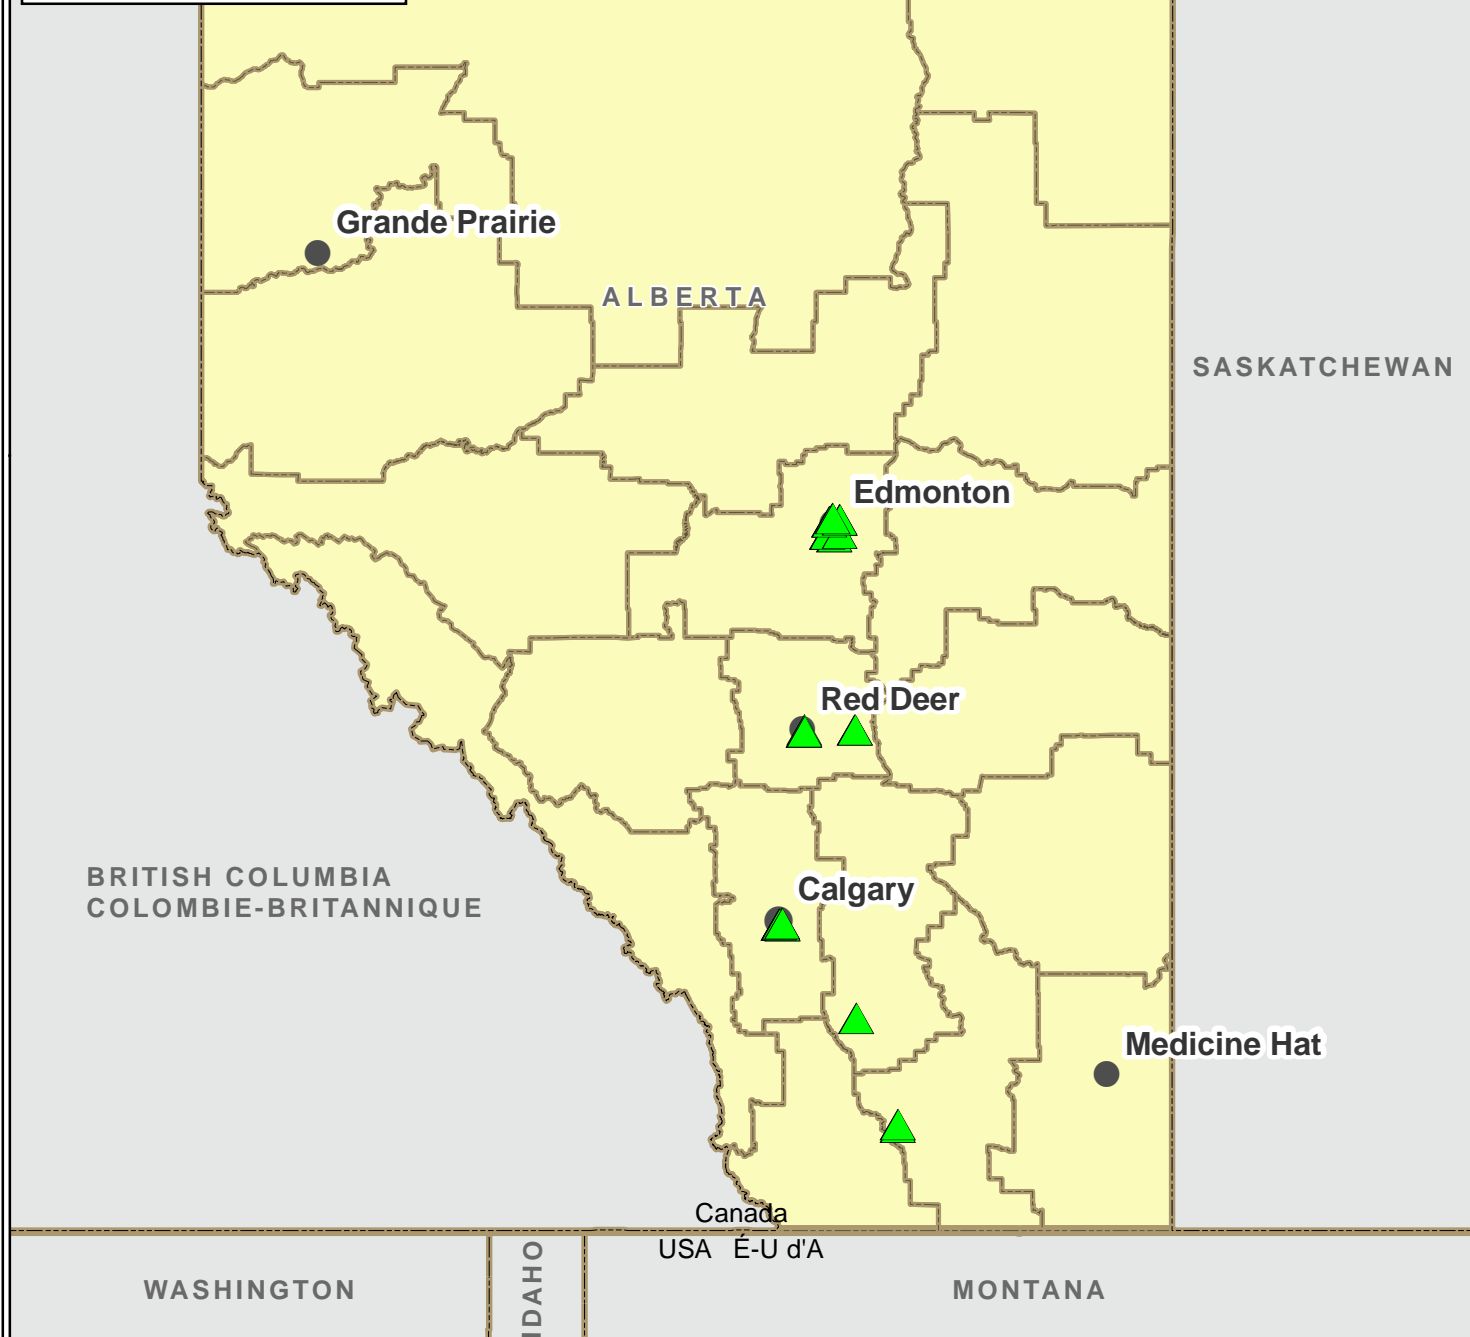 Grande Prairie
ALBERTA
SASKATCHEWAN
Edmonton
Red Deer
BRITISH COLUMBIA
COLOMBIE-BRITANNIQUE
Calgary
Medicine Hat
Canada
USA É-U d'A
WASHINGTON
IDAHO
MONTANA